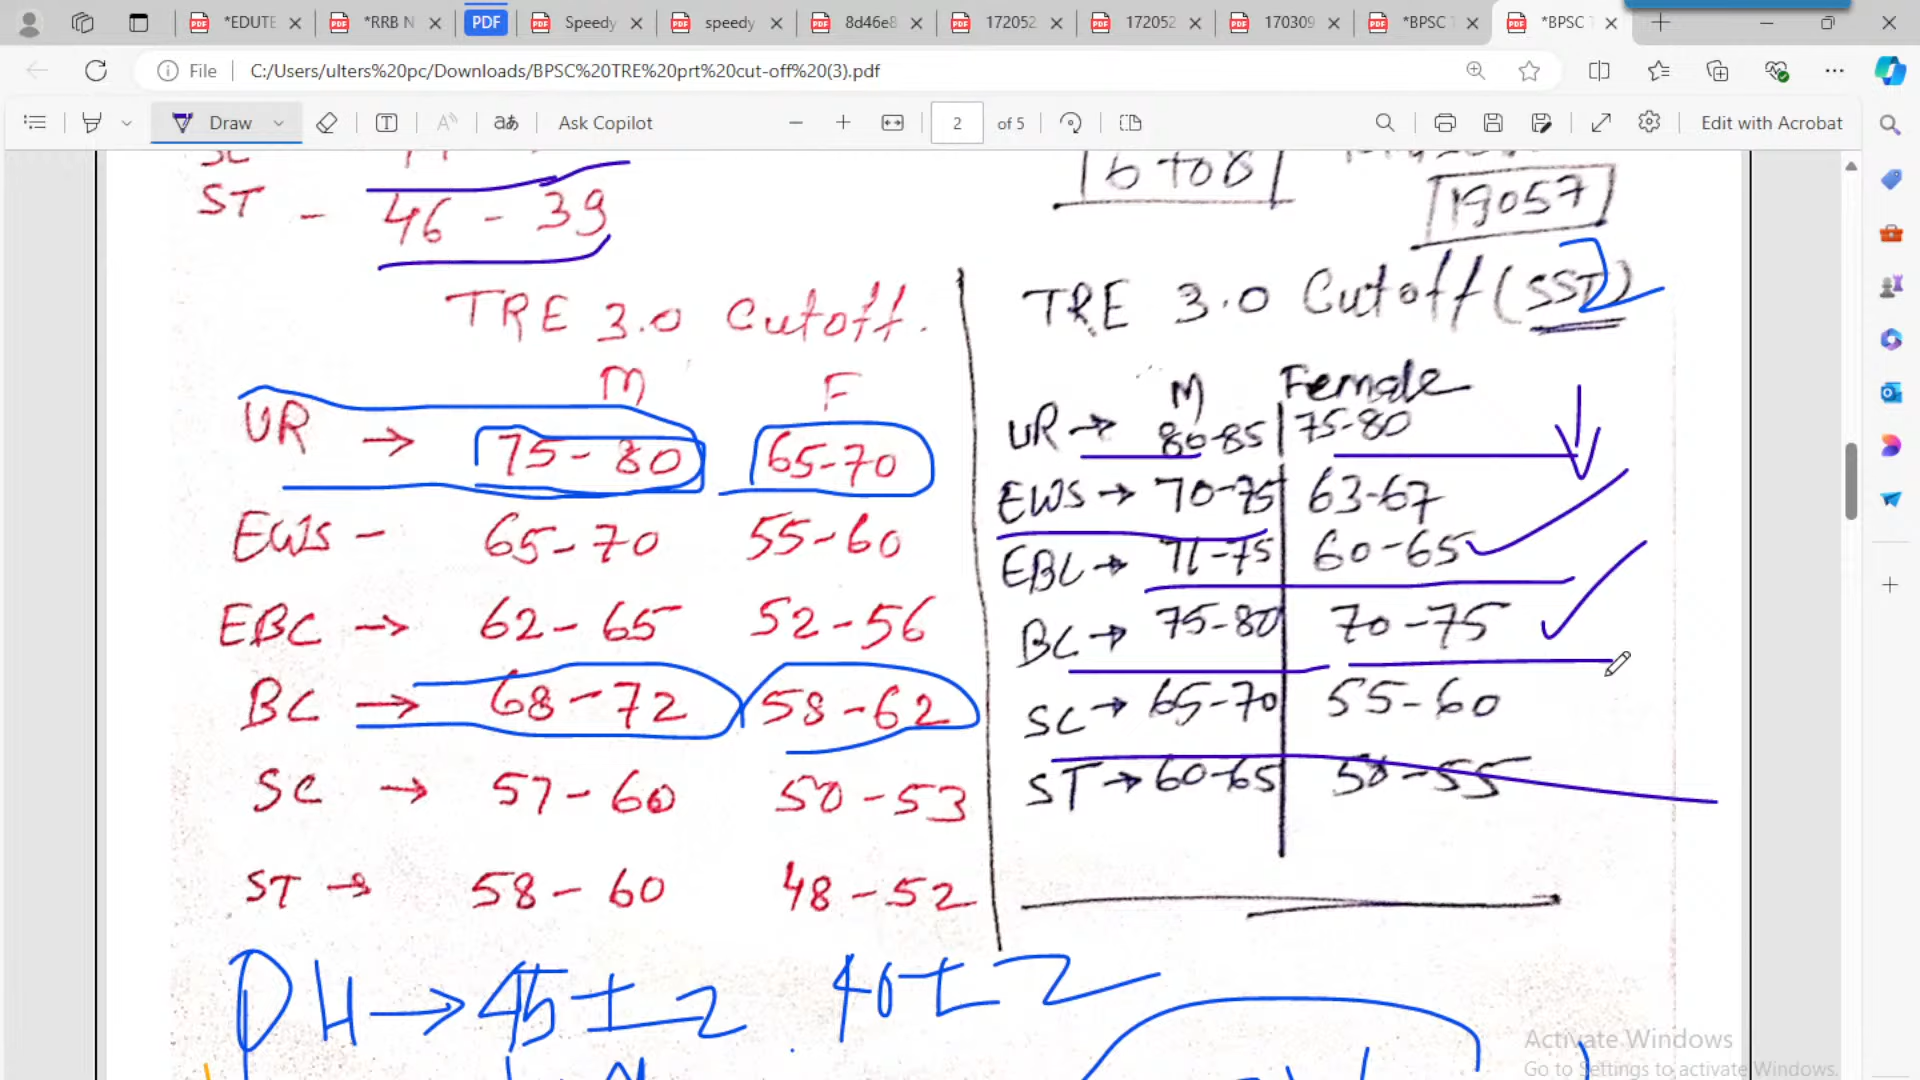 *EDUTE
*RRB N
PDF
Speedy
speedy
8d46e8
172052
172052
170309
*BPSC T
*BPSC T
File
C:/Users/ulters%20pc/Downloads/BPSC%20TRE%20prt%20cut-off%20(3).pdf
Draw
aあ
Ask Copilot
2 of 5
Edit with Acrobat
ST - 46 - 39
19057
TRE 3.0 Cutoff.
M F
UR → 75-80 65-70
EWS - 65-70 55-60
EBC → 62-65 52-56
BC → 68-72 58-62
SC → 57-60 50-53
ST → 58-60 48-52
PH → 45 ± 2 40 ± 2
TRE 3.0 Cutoff (SST)
M Female
UR → 80-85 75-80
EWS → 70-75 63-67
EBC → 71-75 60-65
BC → 75-80 70-75
SC → 65-70 55-60
ST → 60-65 50-55
Activate Windows
Go to Settings to activate Windows.